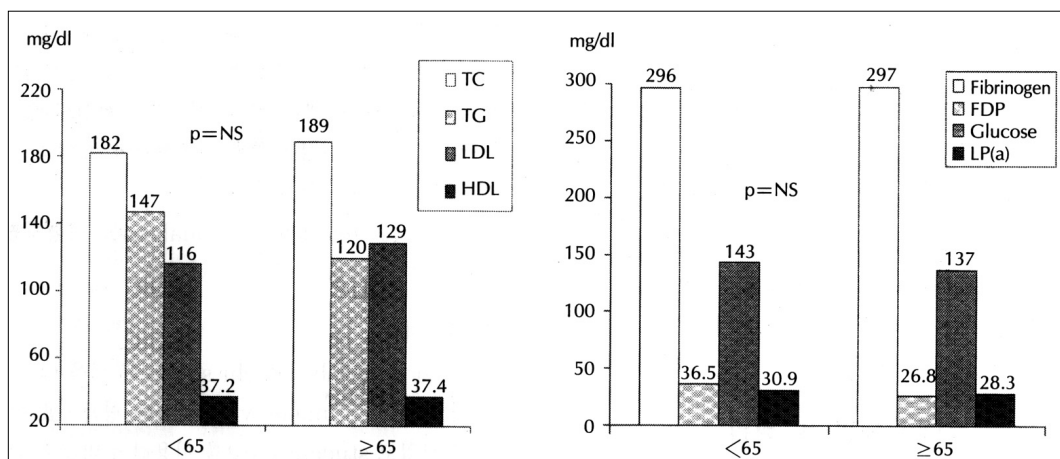 mg/dl
220
180
140
100
60
20
182
147
116
37.2
p=NS
189
120
129
37.4
<65
≥65
TC
TG
LDL
HDL
mg/dl
300
250
200
150
100
50
0
296
36.5
143
30.9
p=NS
297
26.8
137
28.3
<65
≥65
Fibrinogen
FDP
Glucose
LP(a)